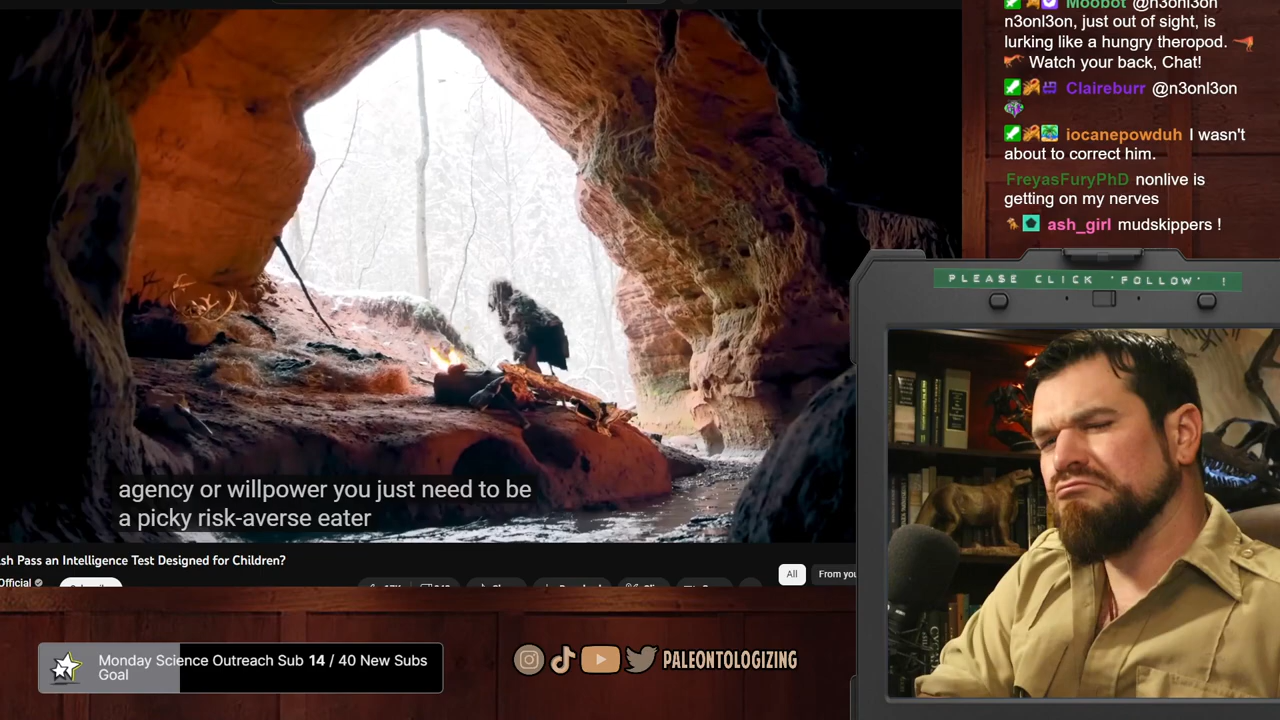 Moobot @n3onl3on
n3onl3on, just out of sight, is
lurking like a hungry theropod.
Watch your back, Chat!
Claireburr @n3onl3on
iocanepowduh I wasn't
about to correct him.
FreyasFuryPhD nonlive is
getting on my nerves
ash_girl mudskippers !
PLEASE CLICK "FOLLOW" !
agency or willpower you just need to be
a picky risk-averse eater
sh Pass an Intelligence Test Designed for Children?
Official
All
From you
Monday Science Outreach Sub 14 / 40 New Subs
Goal
PALEONTOLOGIZING